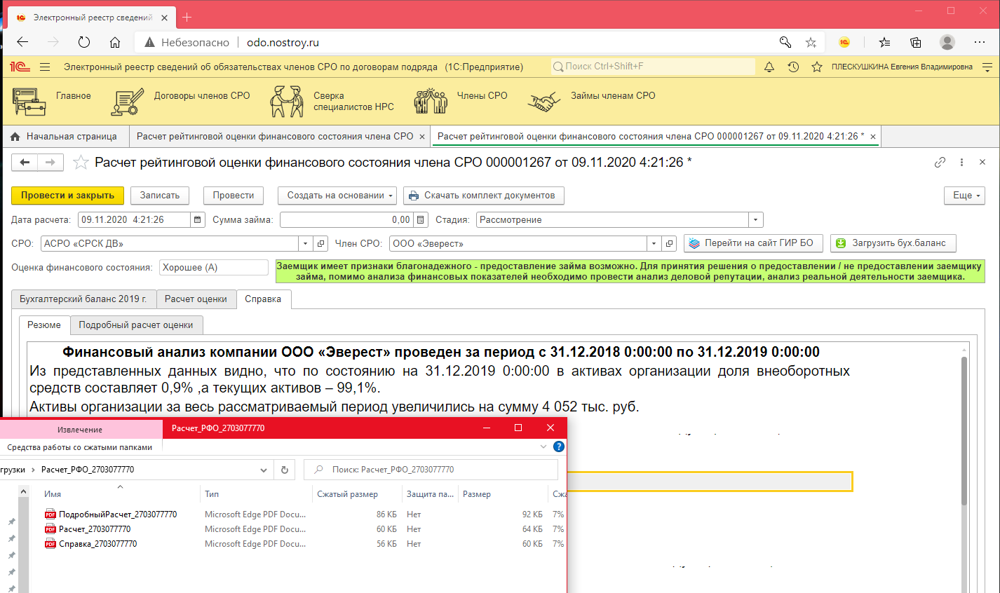 Электронный реестр сведений
Небезопасно odo.nostroy.ru
Электронный реестр сведений об обязательствах членов СРО по договорам подряда (1С:Предприятие) Поиск Ctrl+Shift+F ПЛЕСКУШКИНА Евгения Владимировна
Главное
Договоры членов СРО
Сверка
специалистов НРС
Члены СРО
Займы членам СРО
Начальная страница
Расчет рейтинговой оценки финансового состояния члена СРО
Расчет рейтинговой оценки финансового состояния члена СРО 000001267 от 09.11.2020 4:21:26 *
Расчет рейтинговой оценки финансового состояния члена СРО 000001267 от 09.11.2020 4:21:26 *
Провести и закрыть Записать Провести Создать на основании Скачать комплект документов Еще
Дата расчета: 09.11.2020 4:21:26 Сумма займа: 0,00 Стадия: Рассмотрение
СРО: АСРО «СРСК ДВ» Член СРО: ООО «Эверест» Перейти на сайт ГИР БО Загрузить бух.баланс
Оценка финансового состояния: Хорошее (А)
Заемщик имеет признаки благонадежного - предоставление займа возможно. Для принятия решения о предоставлении / не предоставлении заемщику
займа, помимо анализа финансовых показателей необходимо провести анализ деловой репутации, анализ реальной деятельности заемщика.
Бухгалтерский баланс 2019 г. Расчет оценки Справка
Резюме Подробный расчет оценки
Финансовый анализ компании ООО «Эверест» проведен за период с 31.12.2018 0:00:00 по 31.12.2019 0:00:00
Из представленных данных видно, что по состоянию на 31.12.2019 0:00:00 в активах организации доля внеоборотных
средств составляет 0,9% ,а текущих активов – 99,1%.
Активы организации за весь рассматриваемый период увеличились на сумму 4 052 тыс. руб.
Извлечение Расчет_РФО_2703077770
Средства работы со сжатыми папками
грузки Расчет_РФО_2703077770 Поиск: Расчет_РФО_2703077770
Имя Тип Сжатый размер Защита па... Размер Сжа
ПодробныйРасчет_2703077770 Microsoft Edge PDF Docu... 86 КБ Нет 92 КБ 7%
Расчет_2703077770 Microsoft Edge PDF Docu... 60 КБ Нет 64 КБ 7%
Справка_2703077770 Microsoft Edge PDF Docu... 56 КБ Нет 60 КБ 7%